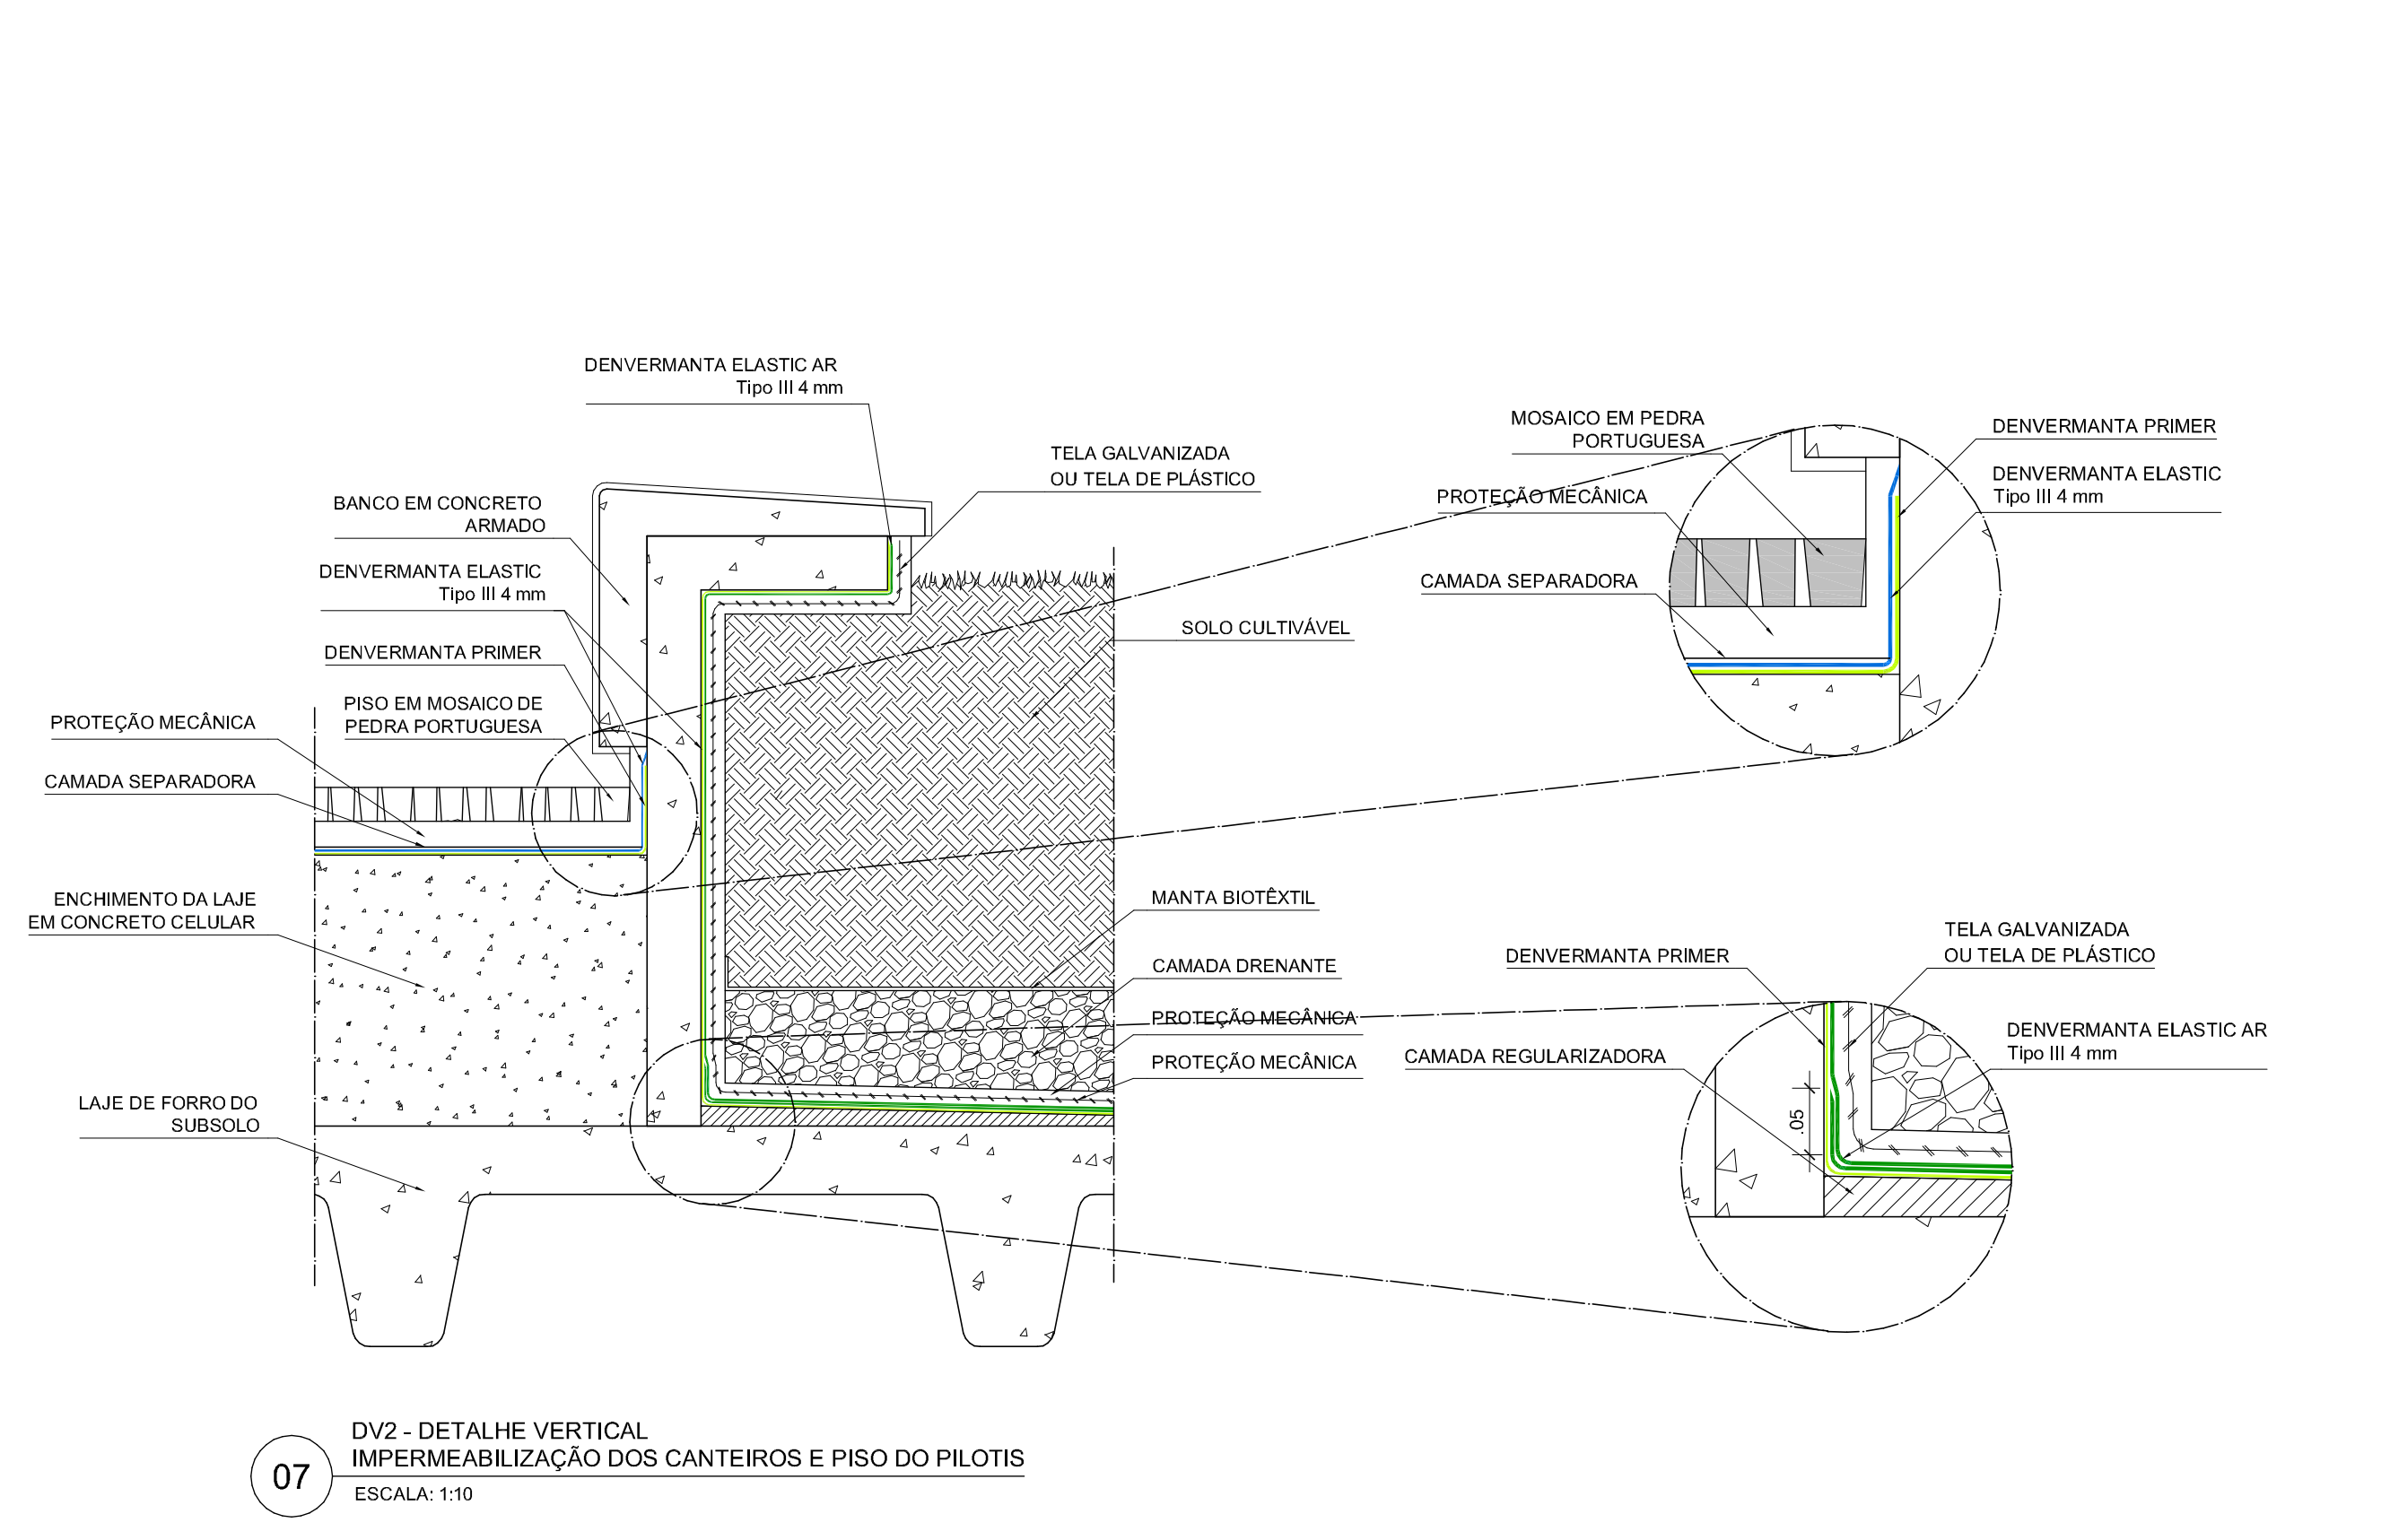 DENVERMANTA ELASTIC AR
Tipo III 4 mm
TELA GALVANIZADA
OU TELA DE PLÁSTICO
BANCO EM CONCRETO
ARMADO
DENVERMANTA ELASTIC
Tipo III 4 mm
DENVERMANTA PRIMER
PISO EM MOSAICO DE
PEDRA PORTUGUESA
PROTEÇÃO MECÂNICA
CAMADA SEPARADORA
ENCHIMENTO DA LAJE
EM CONCRETO CELULAR
LAJE DE FORRO DO
SUBSOLO
SOLO CULTIVÁVEL
MANTA BIOTÊXTIL
CAMADA DRENANTE
PROTEÇÃO MECÂNICA
PROTEÇÃO MECÂNICA
MOSAICO EM PEDRA
PORTUGUESA
PROTEÇÃO MECÂNICA
CAMADA SEPARADORA
DENVERMANTA PRIMER
DENVERMANTA ELASTIC
Tipo III 4 mm
DENVERMANTA PRIMER
CAMADA REGULARIZADORA
TELA GALVANIZADA
OU TELA DE PLÁSTICO
DENVERMANTA ELASTIC AR
Tipo III 4 mm
.05
07
DV2 - DETALHE VERTICAL
IMPERMEABILIZAÇÃO DOS CANTEIROS E PISO DO PILOTIS
ESCALA: 1:10